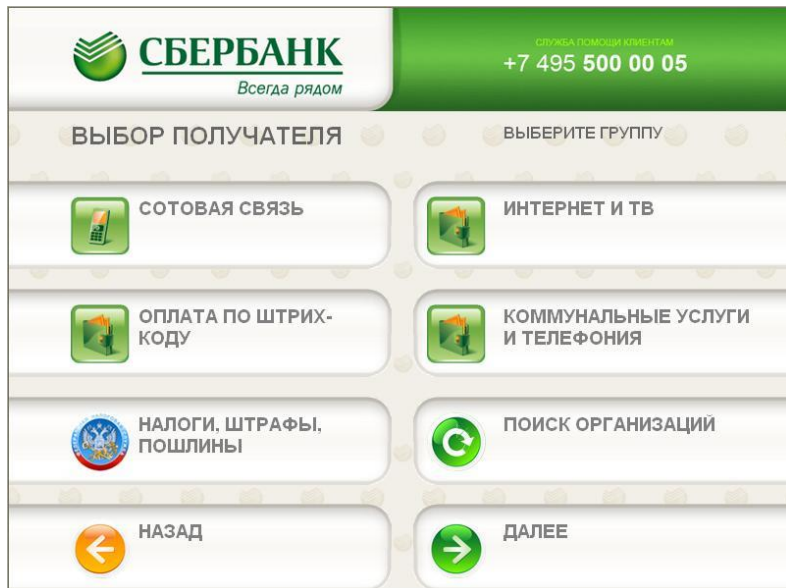 СБЕРБАНК
Всегда рядом
СЛУЖБА ПОМОЩИ КЛИЕНТАМ
+7 495 500 00 05
ВЫБОР ПОЛУЧАТЕЛЯ
ВЫБЕРИТЕ ГРУППУ
СОТОВАЯ СВЯЗЬ
ИНТЕРНЕТ И ТВ
ОПЛАТА ПО ШТРИХ-
КОДУ
КОММУНАЛЬНЫЕ УСЛУГИ
И ТЕЛЕФОНИЯ
НАЛОГИ, ШТРАФЫ,
ПОШЛИНЫ
ПОИСК ОРГАНИЗАЦИЙ
НАЗАД
ДАЛЕЕ